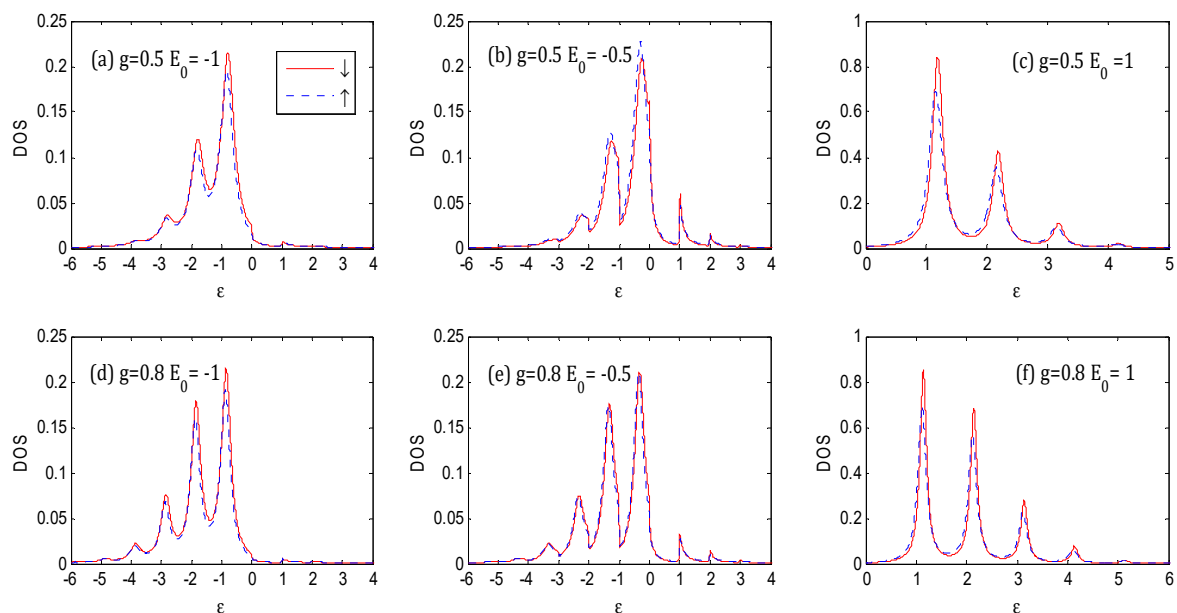 (a) g=0.5 E0= -1
↓
↑
DOS
0.25
0.2
0.15
0.1
0.05
0
-6 -5 -4 -3 -2 -1 0 1 2 3 4
ε
(b) g=0.5 E0= -0.5
DOS
0.25
0.2
0.15
0.1
0.05
0
-6 -5 -4 -3 -2 -1 0 1 2 3 4
ε
(c) g=0.5 E0 =1
DOS
1
0.8
0.6
0.4
0.2
0
0 1 2 3 4 5
ε
(d) g=0.8 E0= -1
DOS
0.25
0.2
0.15
0.1
0.05
0
-6 -5 -4 -3 -2 -1 0 1 2 3 4
ε
(e) g=0.8 E0= -0.5
DOS
0.25
0.2
0.15
0.1
0.05
0
-6 -5 -4 -3 -2 -1 0 1 2 3 4
ε
(f) g=0.8 E0= 1
DOS
1
0.8
0.6
0.4
0.2
0
0 1 2 3 4 5 6
ε